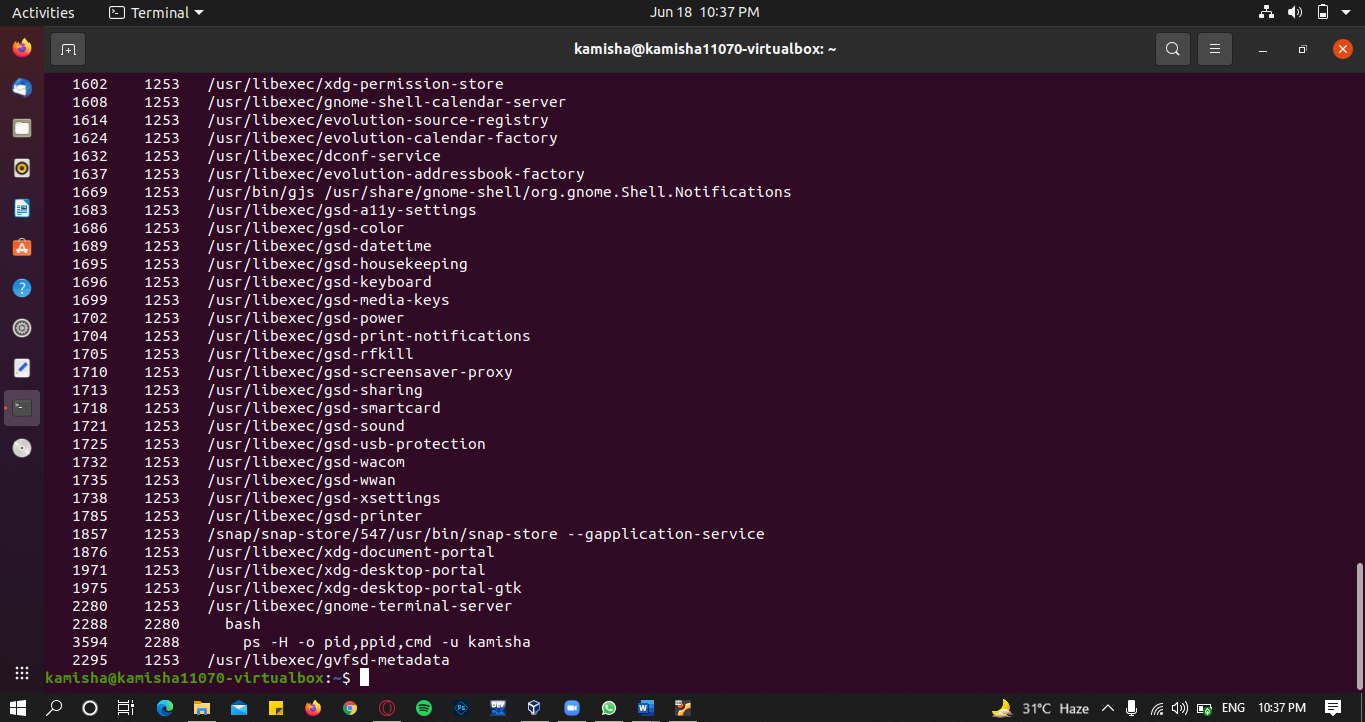 Activities Terminal Jun 18 10:37 PM
kamisha@kamisha11070-virtualbox: ~
1602 1253 /usr/libexec/xdg-permission-store
1608 1253 /usr/libexec/gnome-shell-calendar-server
1614 1253 /usr/libexec/evolution-source-registry
1624 1253 /usr/libexec/evolution-calendar-factory
1632 1253 /usr/libexec/dconf-service
1637 1253 /usr/libexec/evolution-addressbook-factory
1669 1253 /usr/bin/gjs /usr/share/gnome-shell/org.gnome.Shell.Notifications
1683 1253 /usr/libexec/gsd-a11y-settings
1686 1253 /usr/libexec/gsd-color
1689 1253 /usr/libexec/gsd-datetime
1695 1253 /usr/libexec/gsd-housekeeping
1696 1253 /usr/libexec/gsd-keyboard
1699 1253 /usr/libexec/gsd-media-keys
1702 1253 /usr/libexec/gsd-power
1704 1253 /usr/libexec/gsd-print-notifications
1705 1253 /usr/libexec/gsd-rfkill
1710 1253 /usr/libexec/gsd-screensaver-proxy
1713 1253 /usr/libexec/gsd-sharing
1718 1253 /usr/libexec/gsd-smartcard
1721 1253 /usr/libexec/gsd-sound
1725 1253 /usr/libexec/gsd-usb-protection
1732 1253 /usr/libexec/gsd-wacom
1735 1253 /usr/libexec/gsd-wwan
1738 1253 /usr/libexec/gsd-xsettings
1785 1253 /usr/libexec/gsd-printer
1857 1253 /snap/snap-store/547/usr/bin/snap-store --gapplication-service
1876 1253 /usr/libexec/xdg-document-portal
1971 1253 /usr/libexec/xdg-desktop-portal
1975 1253 /usr/libexec/xdg-desktop-portal-gtk
2280 1253 /usr/libexec/gnome-terminal-server
2288 2280 bash
3594 2288 ps -H -o pid,ppid,cmd -u kamisha
2295 1253 /usr/libexec/gvfsd-metadata
kamisha@kamisha11070-virtualbox:~$
31°C Haze ENG 10:37 PM